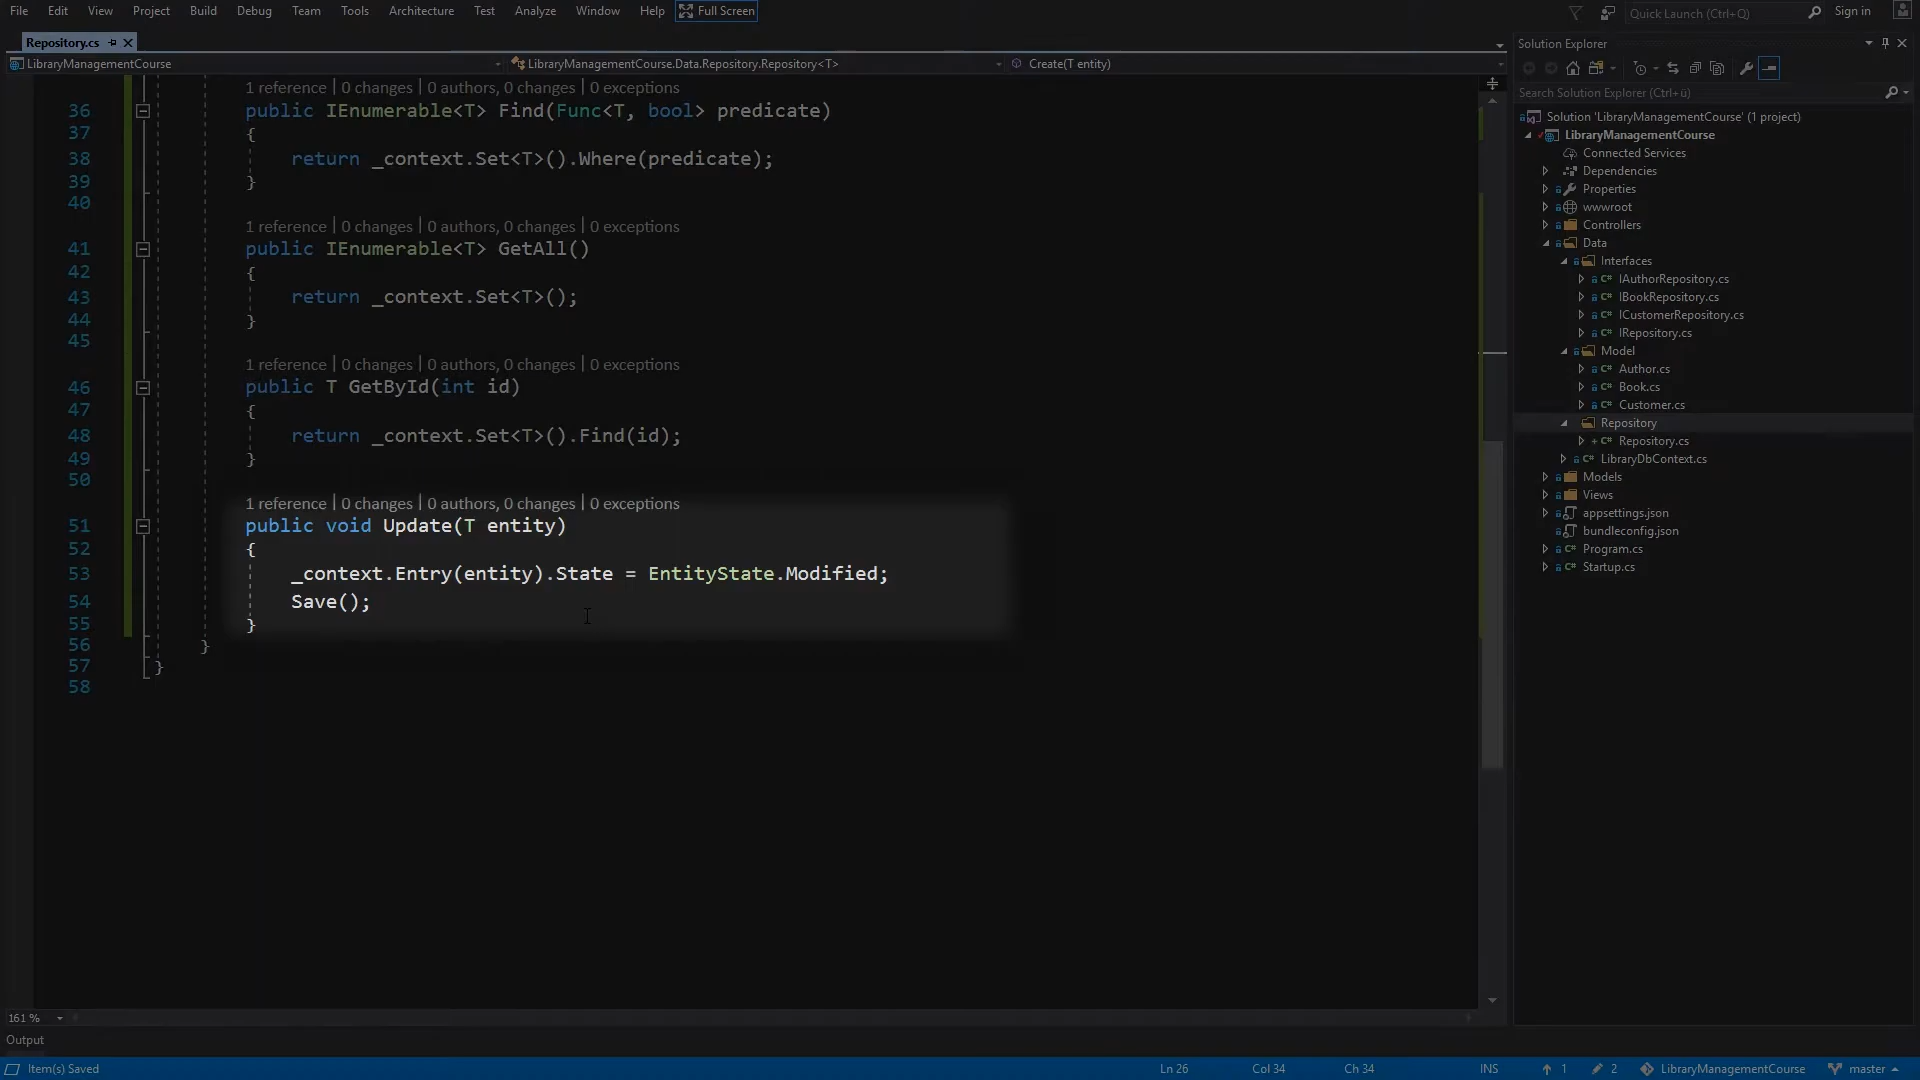 File Edit View Project Build Debug Team Tools Architecture Test Analyze Window Help Full Screen Quick Launch (Ctrl+Q) Sign in
Repository.cs
LibraryManagementCourse LibraryManagementCourse.Data.Repository.Repository<T> Create(T entity)
1 reference | 0 changes | 0 authors, 0 changes | 0 exceptions
36 public IEnumerable<T> Find(Func<T, bool> predicate)
37 {
38 return _context.Set<T>().Where(predicate);
39 }
40
1 reference | 0 changes | 0 authors, 0 changes | 0 exceptions
41 public IEnumerable<T> GetAll()
42 {
43 return _context.Set<T>();
44 }
45
1 reference | 0 changes | 0 authors, 0 changes | 0 exceptions
46 public T GetById(int id)
47 {
48 return _context.Set<T>().Find(id);
49 }
50
1 reference | 0 changes | 0 authors, 0 changes | 0 exceptions
51 public void Update(T entity)
52 {
53 _context.Entry(entity).State = EntityState.Modified;
54 Save();
55 }
56 }
57 }
58
161 %
Output
Solution Explorer
Search Solution Explorer (Ctrl+ü)
Solution 'LibraryManagementCourse' (1 project)
LibraryManagementCourse
Connected Services
Dependencies
Properties
wwwroot
Controllers
Data
Interfaces
C# IAuthorRepository.cs
C# IBookRepository.cs
C# ICustomerRepository.cs
C# IRepository.cs
Model
C# Author.cs
C# Book.cs
C# Customer.cs
Repository
+ C# Repository.cs
C# LibraryDbContext.cs
Models
Views
appsettings.json
bundleconfig.json
C# Program.cs
C# Startup.cs
Item(s) Saved Ln 26 Col 34 Ch 34 INS 1 2 LibraryManagementCourse master